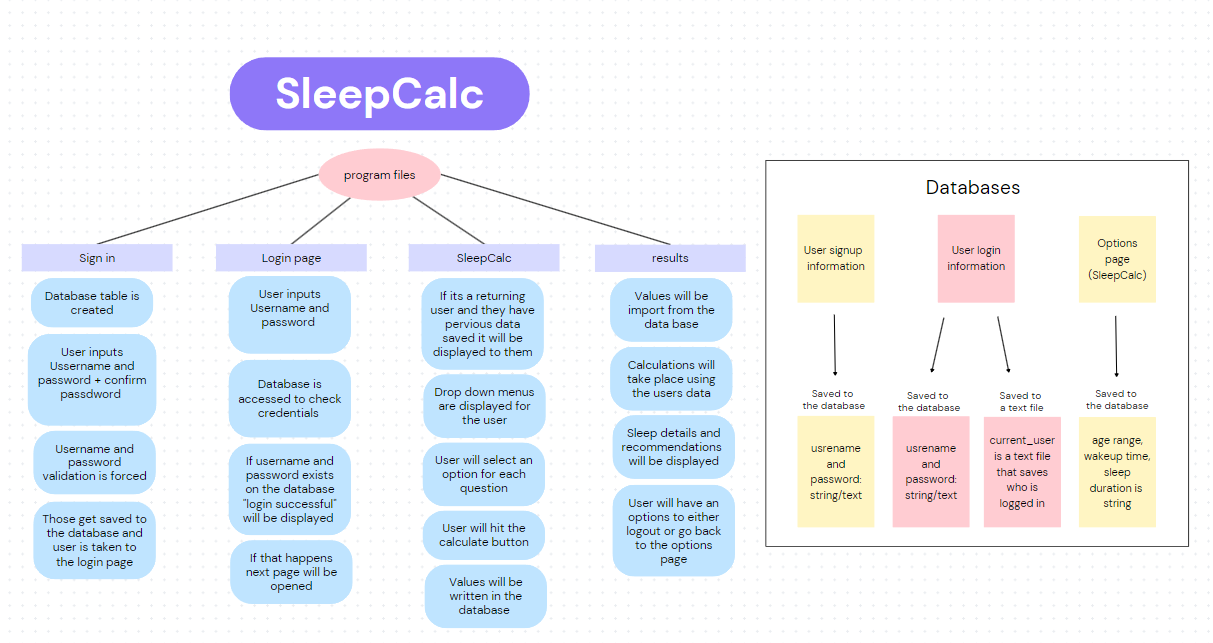 SleepCalc
program files
Sign in
Database table is
created
User inputs
Ussername and
password + confirm
passdword
Username and
password
validation is forced
Those get saved to
the database and
user is taken to
the login page
Login page
User inputs
Username and
password
Database is
accessed to check
credentials
If username and
password exists
on the database
"login successful"
will be displayed
If that happens
next page will be
opened
SleepCalc
If its a returning
user and they have
pervious data
saved it will be
displayed to them
Drop down menus
are displayed for
the user
User will select an
option for each
question
User will hit the
calculate button
Values will be
written in the
database
results
Values will be
import from the
data base
Calculations will
take place using
the users data
Sleep details and
recommendations
will be displayed
User will have an
options to either
logout or go back
to the options
page
Databases
User signup
information
User login
information
Options
page
(SleepCalc)
Saved to
the database
Saved to
the database
Saved to
a text file
Saved to
the database
usrename
and
password:
string/text
usrename
and
password:
string/text
current_user
is a text file
that saves
who is
logged in
age range,
wakeup time,
sleep
duration is
string